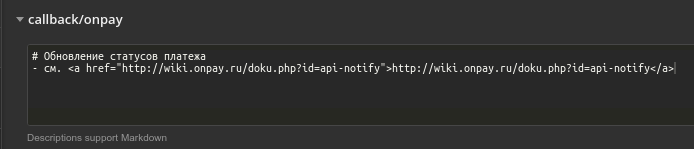 callback/onpay
# Обновление статусов платежа
- см. <a href="http://wiki.onpay.ru/doku.php?id=api-notify">http://wiki.onpay.ru/doku.php?id=api-notify</a>
Descriptions support Markdown